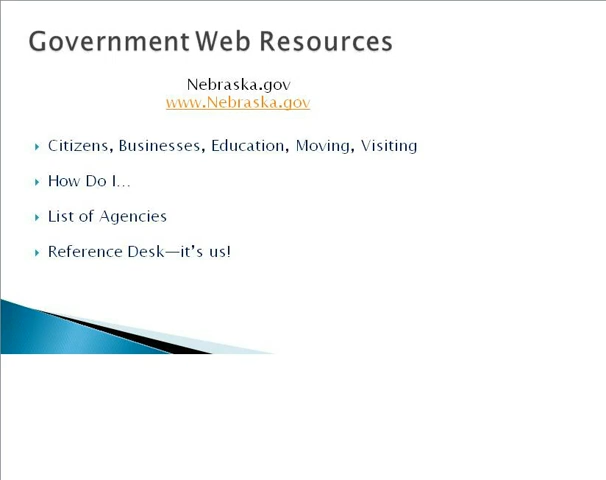 Government Web Resources
Nebraska.gov
www.Nebraska.gov
Citizens, Businesses, Education, Moving, Visiting
How Do I...
List of Agencies
Reference Desk—it's us!